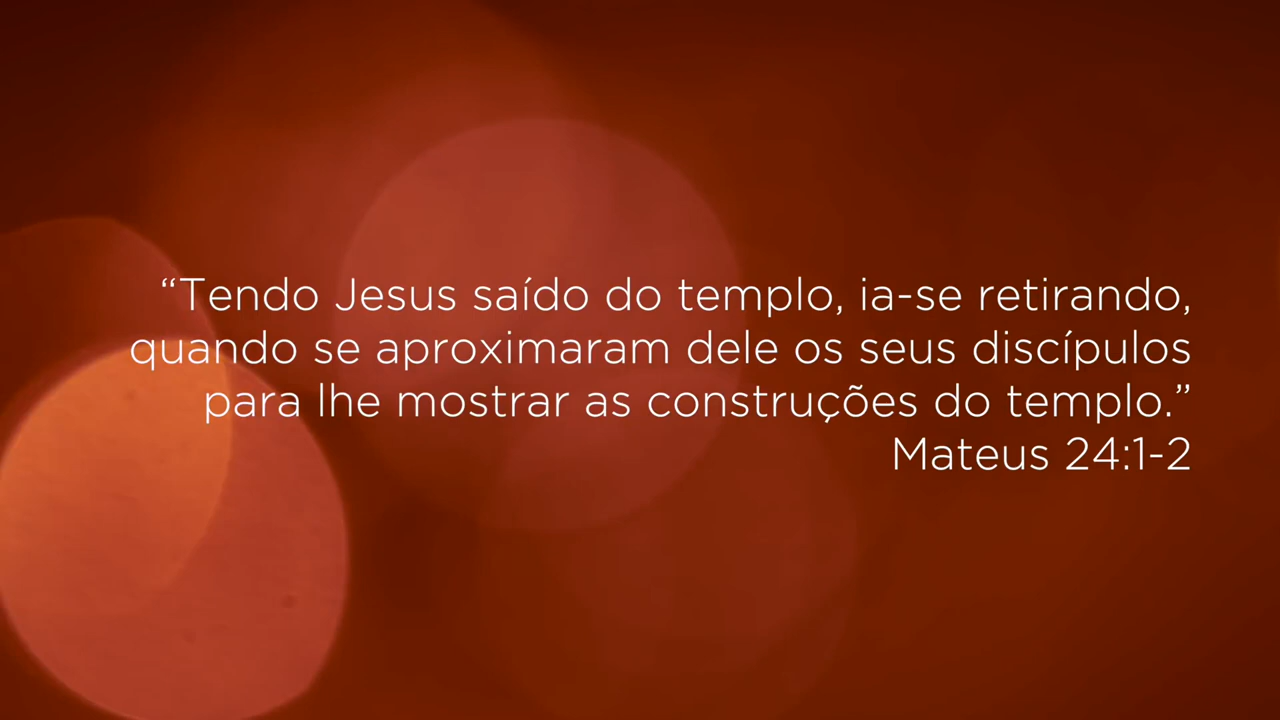 “Tendo Jesus saído do templo, ia-se retirando,
quando se aproximaram dele os seus discípulos
para lhe mostrar as construções do templo.”
Mateus 24:1-2